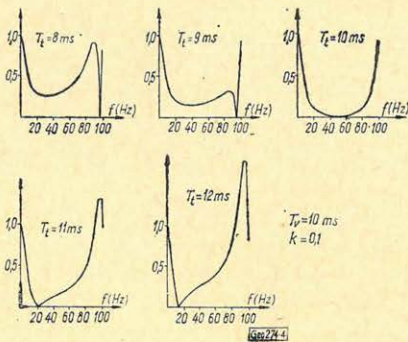 1,0
0,5
T_t = 8 ms
f(Hz)
20 40 60 80 100
1,0
0,5
T_t = 9 ms
f(Hz)
20 40 60 80 100
1,0
0,5
T_t = 10 ms
f(Hz)
20 40 60 80 100
1,0
0,5
T_t = 11 ms
f(Hz)
20 40 60 80 100
1,0
0,5
T_t = 12 ms
f(Hz)
20 40 60 80 100
T_v = 10 ms
k = 0,1